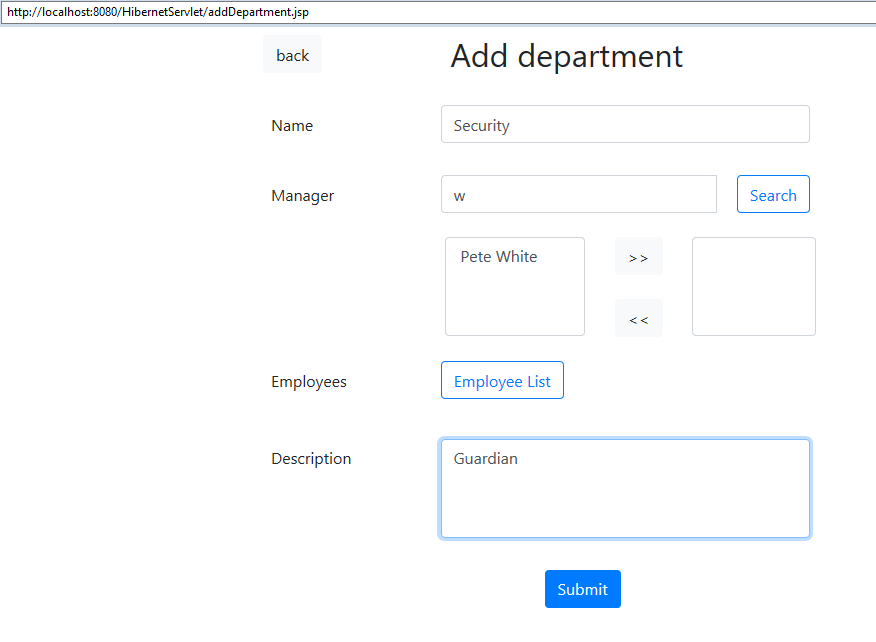 http://localhost:8080/HibernetServlet/addDepartment.jsp
back
Add department
Name
Security
Manager
w
Search
Pete White
>>
<<
Employees
Employee List
Description
Guardian
Submit